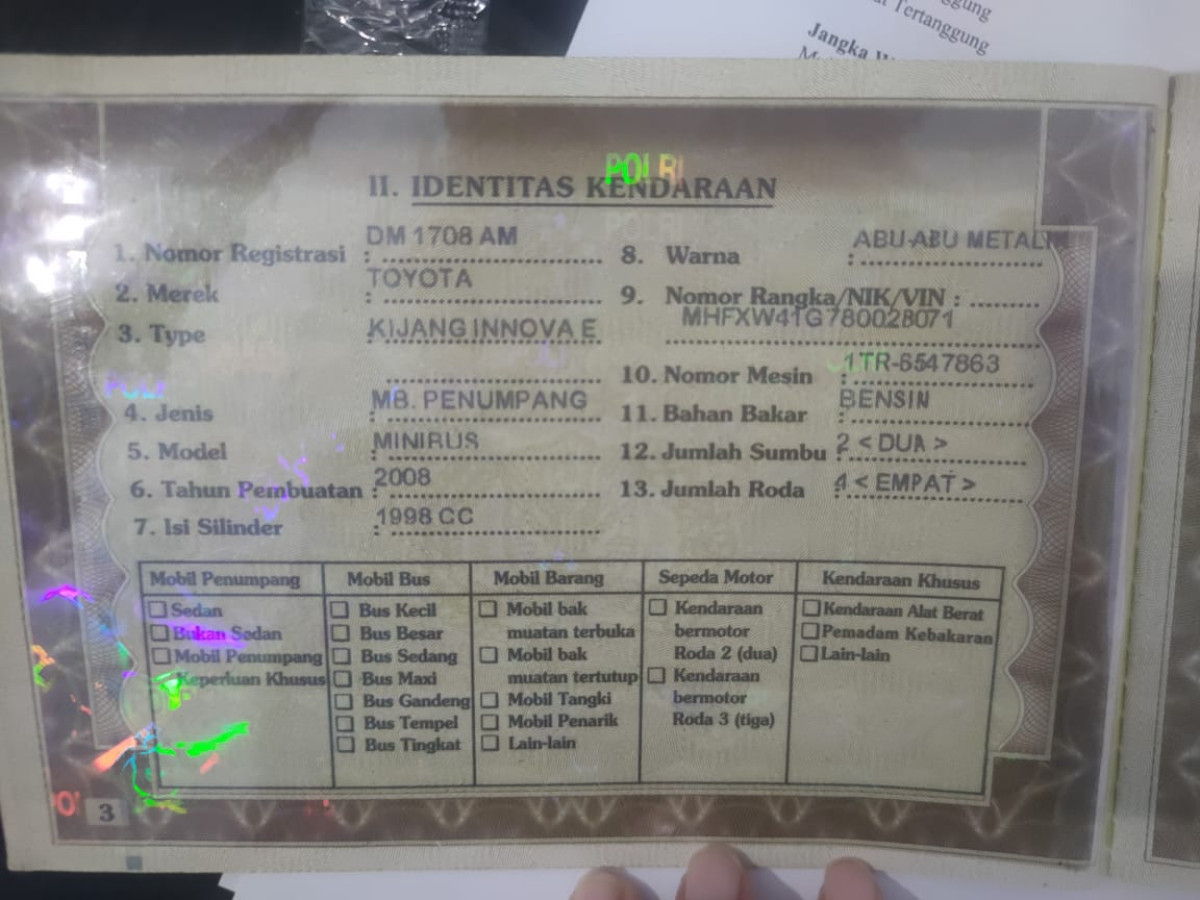 Tertanggung
Jangka
POLRI
II. IDENTITAS KENDARAAN
1. Nomor Registrasi : DM 1708 AM
2. Merek : TOYOTA
3. Type : KIJANG INNOVA E
4. Jenis : MB. PENUMPANG
5. Model : MINIBUS
6. Tahun Pembuatan : 2008
7. Isi Silinder : 1998 CC
8. Warna : ABU-ABU METALIK
9. Nomor Rangka/NIK/VIN :
MHFXW41G780028071
10. Nomor Mesin : 1TR-6547863
11. Bahan Bakar : BENSIN
12. Jumlah Sumbu : 2 < DUA >
13. Jumlah Roda : 4 < EMPAT >
Mobil Penumpang
Sedan
Bukan Sedan
Mobil Penumpang
Keperluan Khusus
Mobil Bus
Bus Kecil
Bus Besar
Bus Sedang
Bus Maxi
Bus Gandeng
Bus Tempel
Bus Tingkat
Mobil Barang
Mobil bak
muatan terbuka
Mobil bak
muatan tertutup
Mobil Tangki
Mobil Penarik
Lain-lain
Sepeda Motor
Kendaraan
bermotor
Roda 2 (dua)
Kendaraan
bermotor
Roda 3 (tiga)
Kendaraan Khusus
Kendaraan Alat Berat
Pemadam Kebakaran
Lain-lain
3